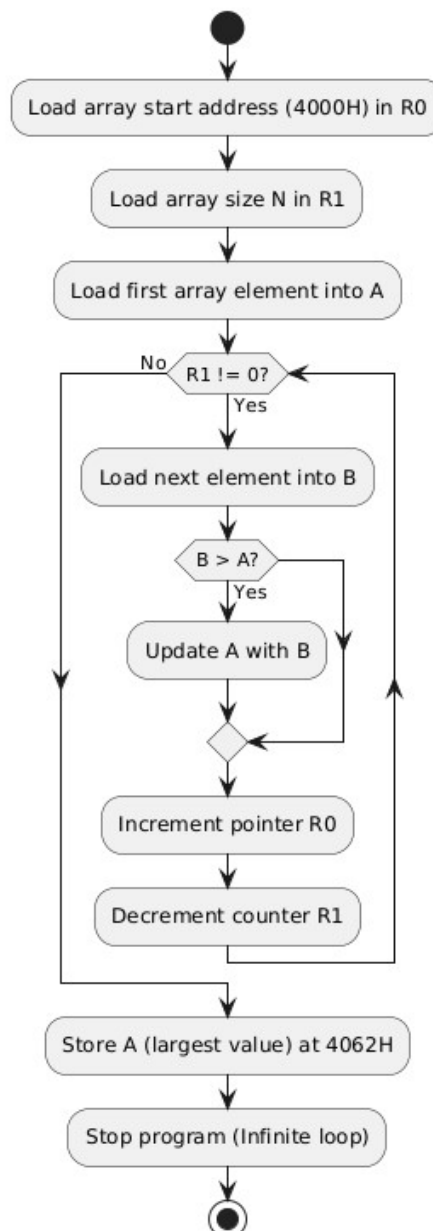 Load array start address (4000H) in R0
Load array size N in R1
Load first array element into A
No
R1 != 0?
Yes
Load next element into B
B > A?
Yes
Update A with B
Increment pointer R0
Decrement counter R1
Store A (largest value) at 4062H
Stop program (Infinite loop)